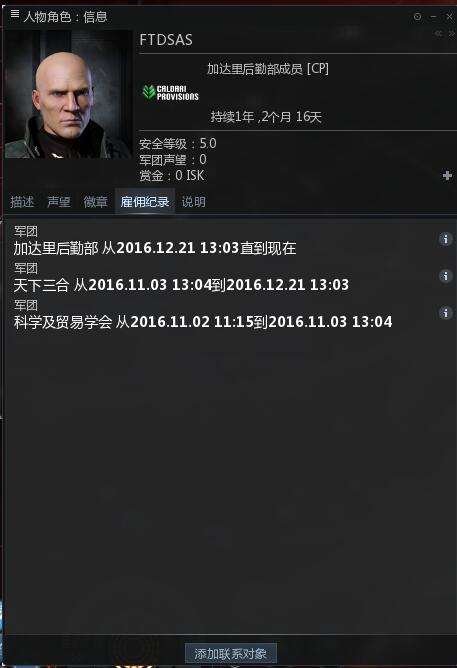 人物角色：信息
FTDSAS
加达里后勤部成员 [CP]
CALDARI
PROVISIONS
持续1年 ,2个月 16天
安全等级：5.0
军团声望：0
赏金：0 ISK
描述 声望 徽章 雇佣纪录 说明
军团
加达里后勤部 从2016.12.21 13:03直到现在
军团
天下三合 从2016.11.03 13:04到2016.12.21 13:03
军团
科学及贸易学会 从2016.11.02 11:15到2016.11.03 13:04
添加联系对象